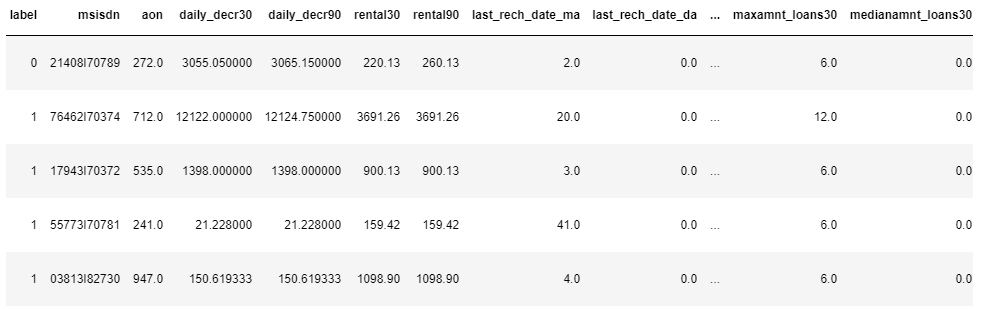 label msisdn aon daily_decr30 daily_decr90 rental30 rental90 last_rech_date_ma last_rech_date_da ... maxamnt_loans30 medianamnt_loans30
0 21408I70789 272.0 3055.050000 3065.150000 220.13 260.13 2.0 0.0 ... 6.0 0.0
1 76462I70374 712.0 12122.000000 12124.750000 3691.26 3691.26 20.0 0.0 ... 12.0 0.0
1 17943I70372 535.0 1398.000000 1398.000000 900.13 900.13 3.0 0.0 ... 6.0 0.0
1 55773I70781 241.0 21.228000 21.228000 159.42 159.42 41.0 0.0 ... 6.0 0.0
1 03813I82730 947.0 150.619333 150.619333 1098.90 1098.90 4.0 0.0 ... 6.0 0.0